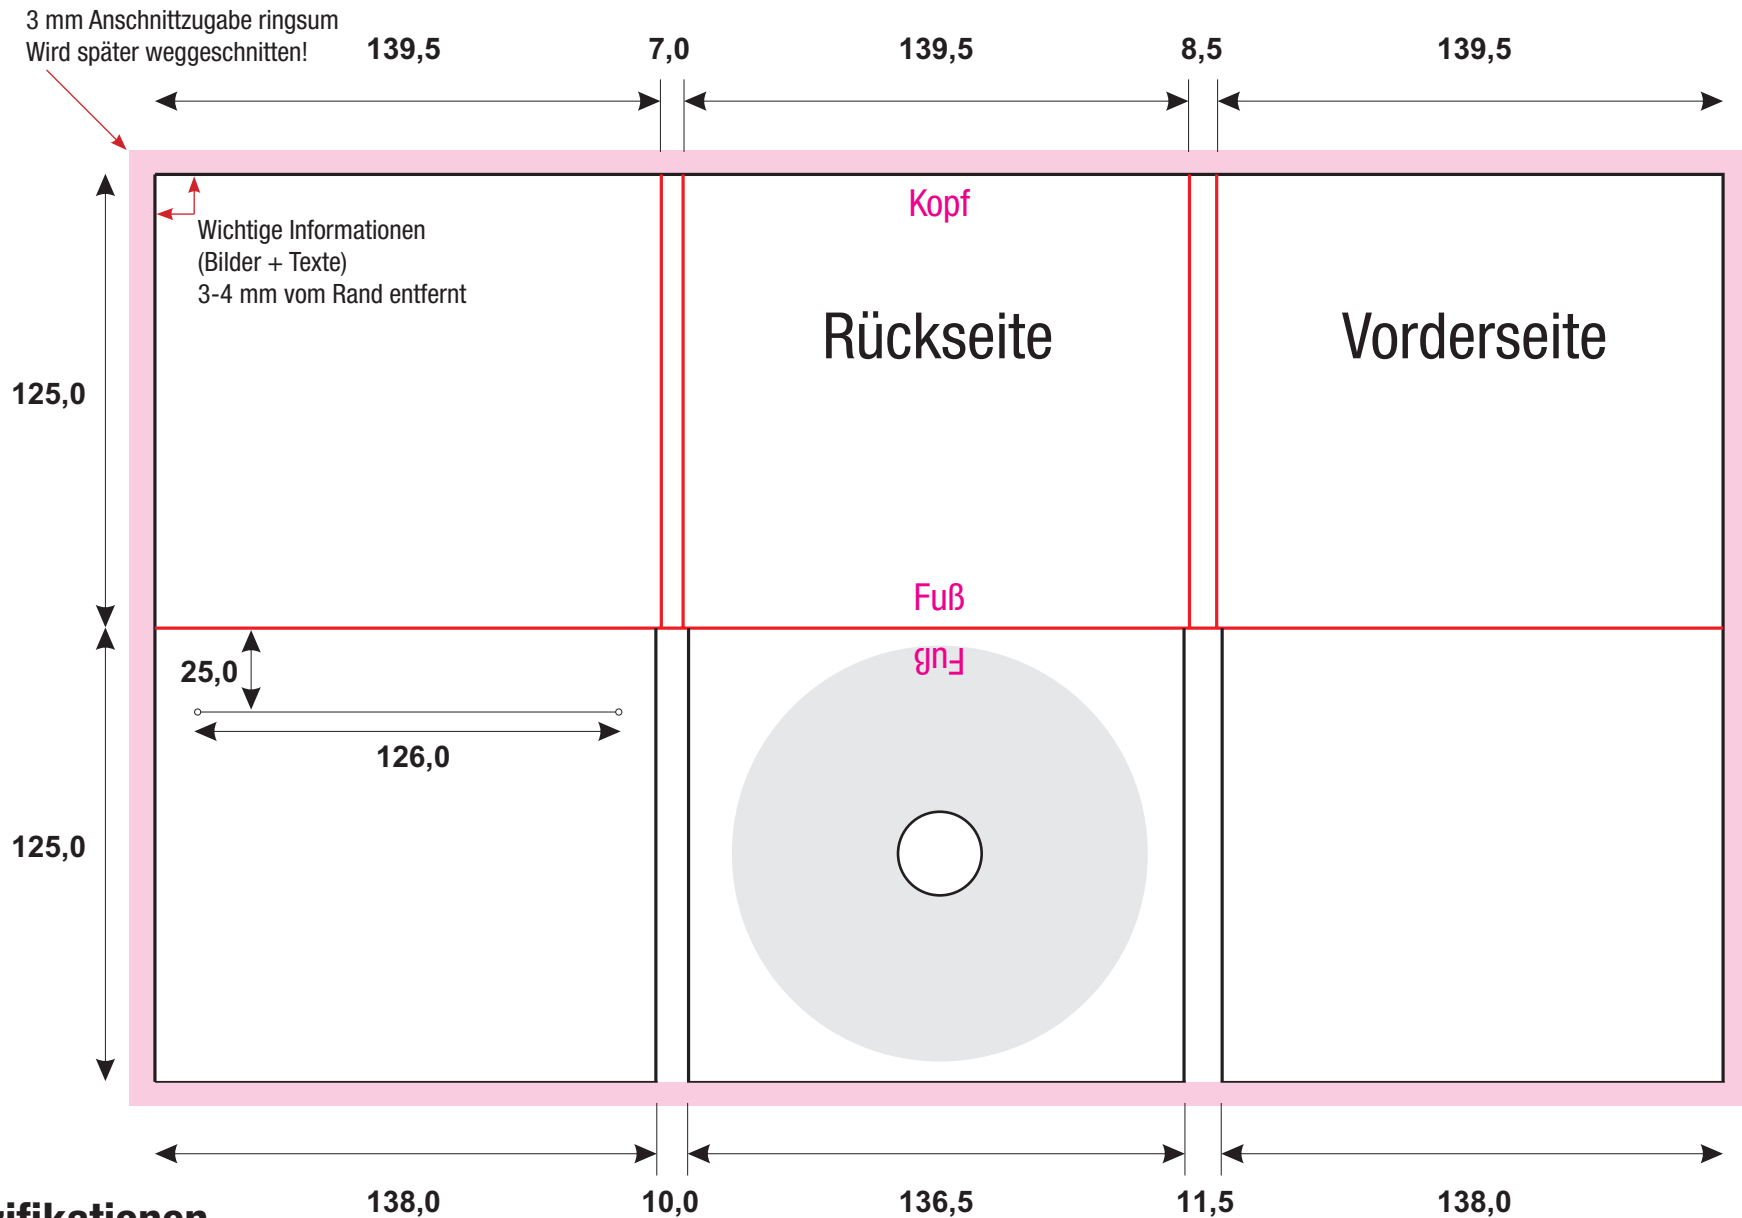 3 mm Anschnittzugabe ringsum
Wird später weggeschnitten!
139,5
7,0
139,5
8,5
139,5
Kopf
Wichtige Informationen
(Bilder + Texte)
3-4 mm vom Rand entfernt
Rückseite
Vorderseite
125,0
Fuß
Fuß
25,0
126,0
125,0
138,0
10,0
136,5
11,5
138,0